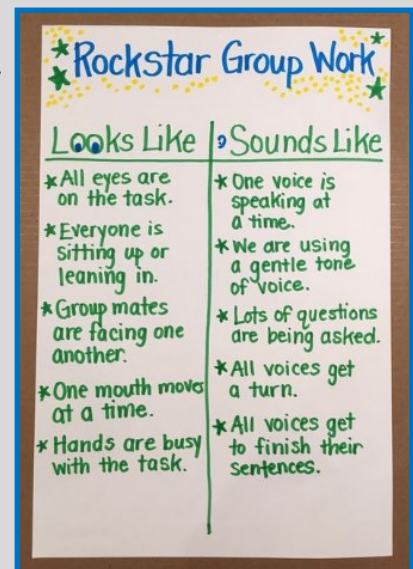 Rockstar Group Work
Looks Like
*All eyes are
on the task.
*Everyone is
sitting up or
leaning in.
*Group mates
are facing one
another.
*One mouth moves
at a time.
*Hands are busy
with the task.
Sounds Like
*One voice is
speaking at
a time.
*We are using
a gentle tone
of voice.
*Lots of questions
are being asked.
*All voices get
a turn.
*All voices get
to finish their
sentences.